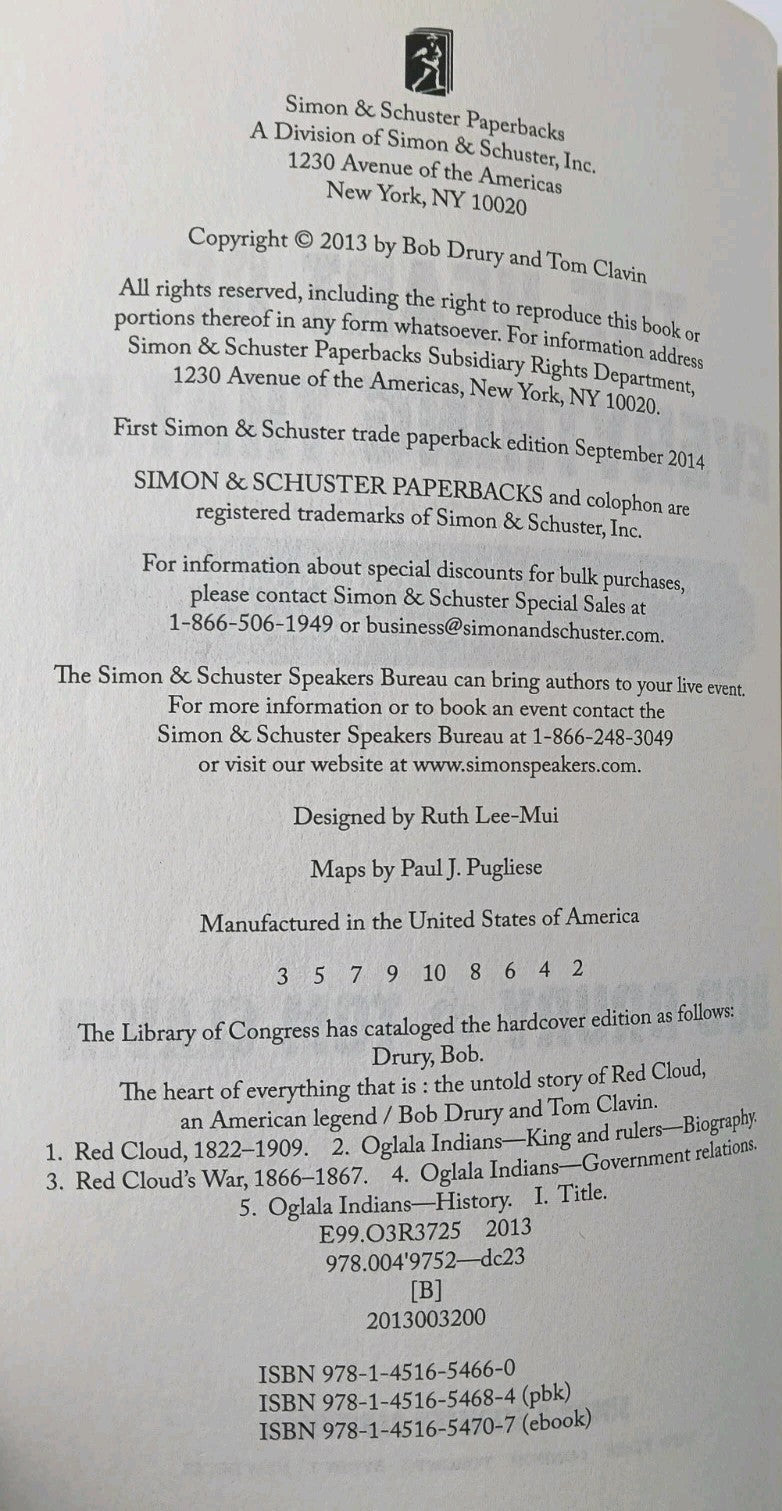 Simon & Schuster Paperbacks
A Division of Simon & Schuster, Inc.
1230 Avenue of the Americas
New York, NY 10020
Copyright © 2013 by Bob Drury and Tom Clavin
All rights reserved, including the right to reproduce this book or
portions thereof in any form whatsoever. For information address
Simon & Schuster Paperbacks Subsidiary Rights Department,
1230 Avenue of the Americas, New York, NY 10020.
First Simon & Schuster trade paperback edition September 2014
SIMON & SCHUSTER PAPERBACKS and colophon are
registered trademarks of Simon & Schuster, Inc.
For information about special discounts for bulk purchases,
please contact Simon & Schuster Special Sales at
1-866-506-1949 or business@simonandschuster.com.
The Simon & Schuster Speakers Bureau can bring authors to your live event.
For more information or to book an event contact the
Simon & Schuster Speakers Bureau at 1-866-248-3049
or visit our website at www.simonspeakers.com.
Designed by Ruth Lee-Mui
Maps by Paul J. Pugliese
Manufactured in the United States of America
3 5 7 9 10 8 6 4 2
The Library of Congress has cataloged the hardcover edition as follows:
Drury, Bob.
The heart of everything that is : the untold story of Red Cloud,
an American legend / Bob Drury and Tom Clavin.
1. Red Cloud, 1822–1909. 2. Oglala Indians—King and rulers—Biography.
3. Red Cloud's War, 1866–1867. 4. Oglala Indians—Government relations.
5. Oglala Indians—History. I. Title.
E99.O3R3725 2013
978.004'9752—dc23
[B]
2013003200
ISBN 978-1-4516-5466-0
ISBN 978-1-4516-5468-4 (pbk)
ISBN 978-1-4516-5470-7 (ebook)